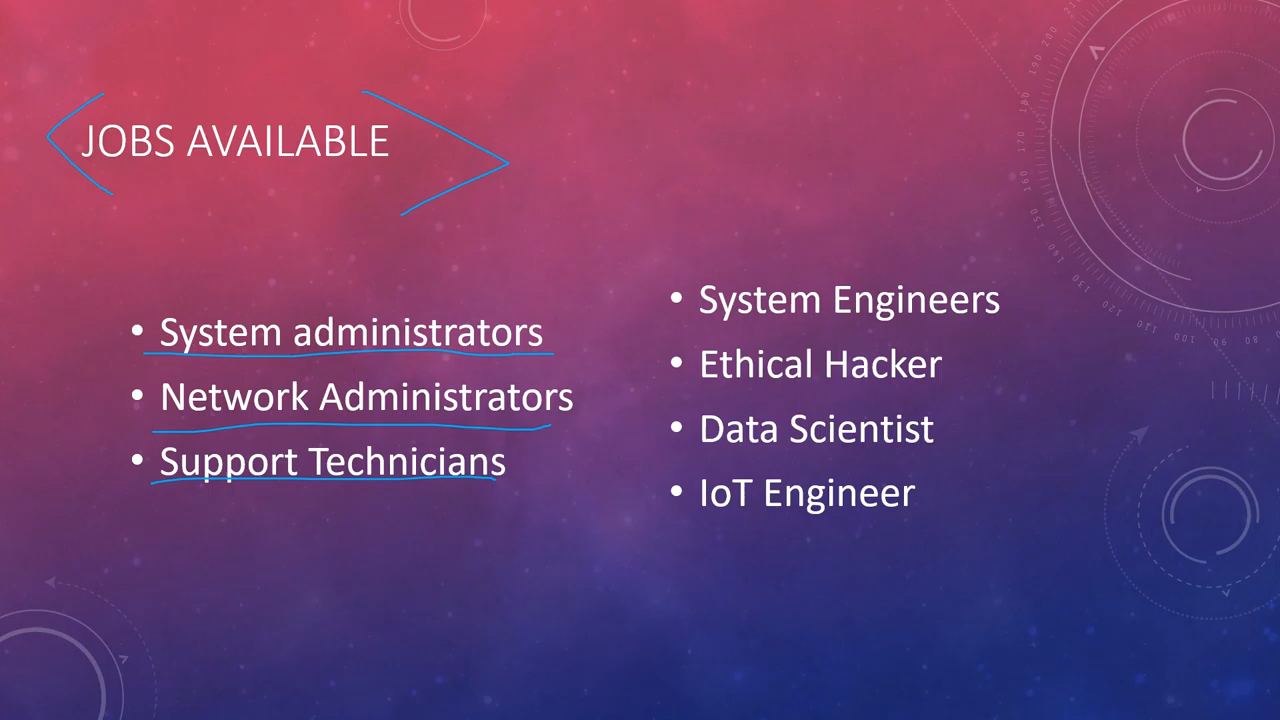 JOBS AVAILABLE
• System administrators
• Network Administrators
• Support Technicians
• System Engineers
• Ethical Hacker
• Data Scientist
• IoT Engineer